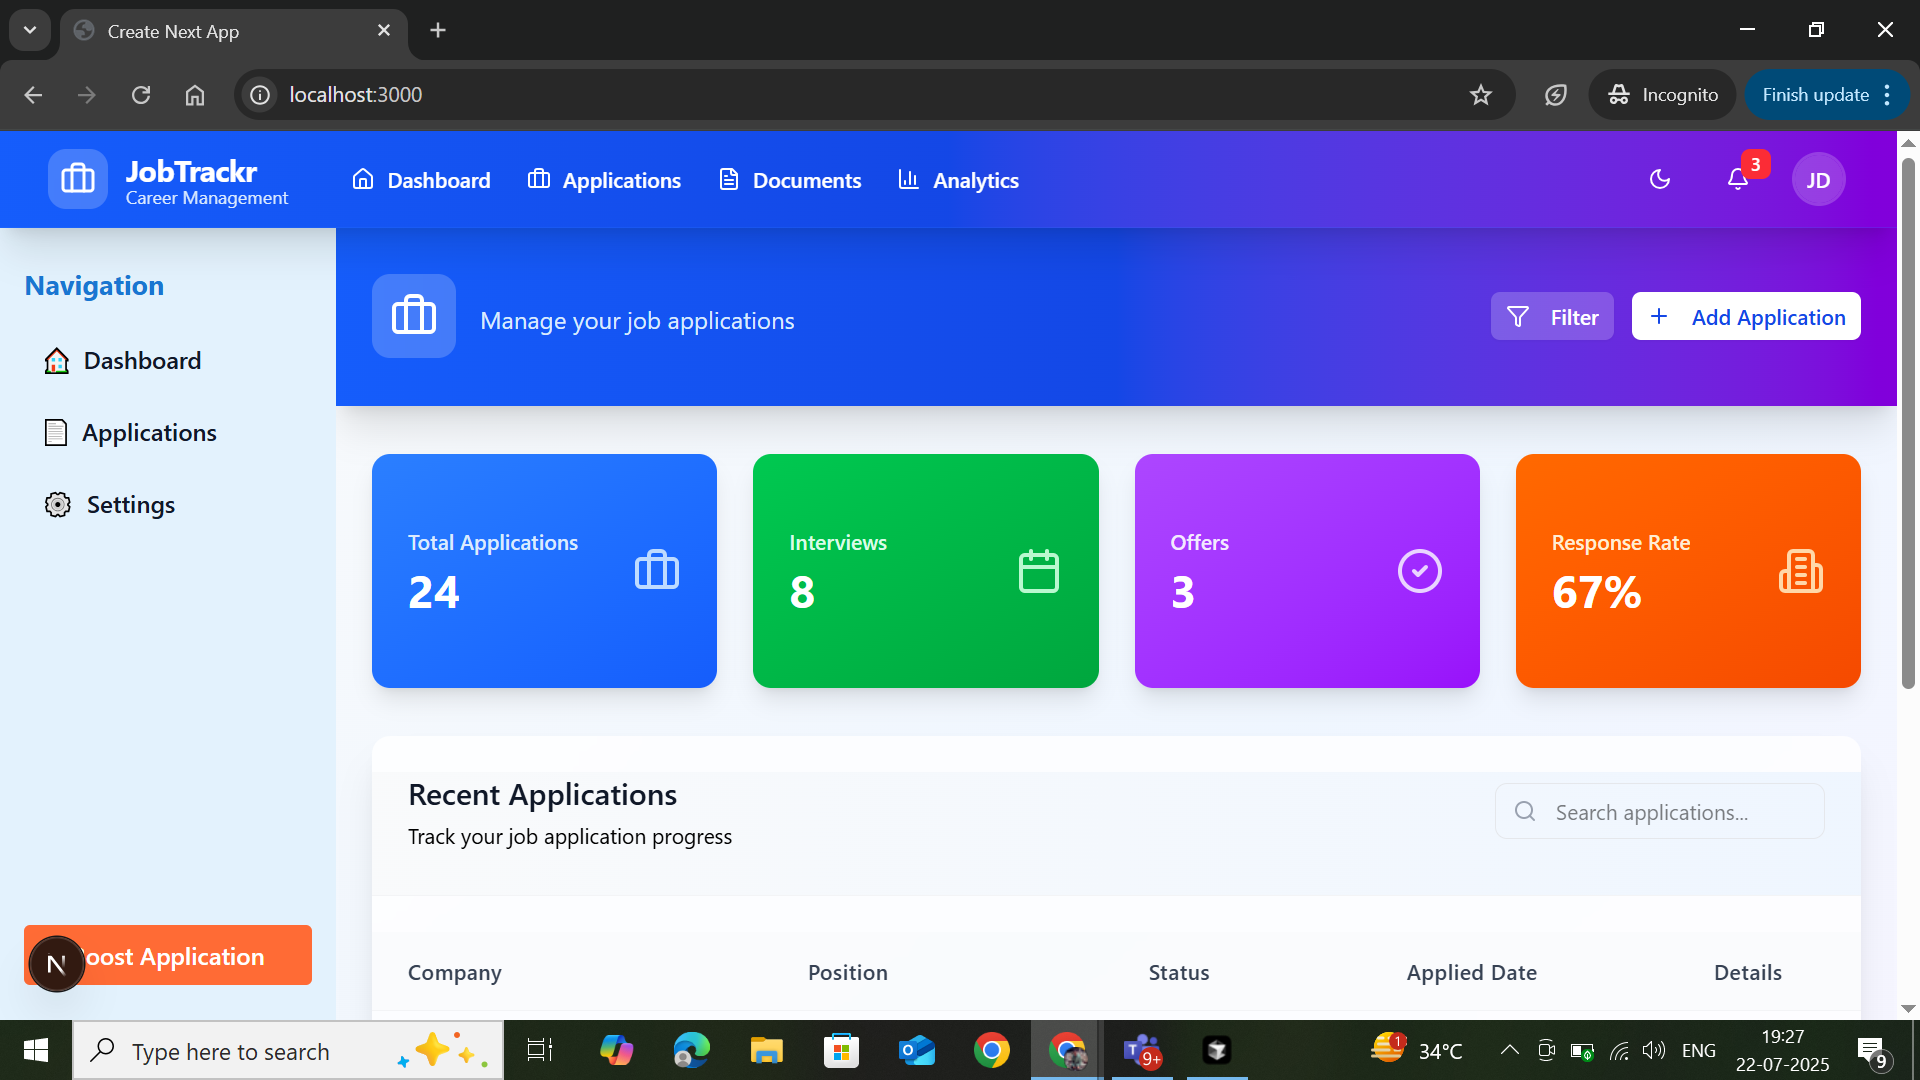 Create Next App
localhost:3000
Incognito
Finish update
JobTrackr
Career Management
Dashboard
Applications
Documents
Analytics
3
JD
Navigation
Dashboard
Applications
Settings
Manage your job applications
Filter
Add Application
Total Applications
24
Interviews
8
Offers
3
Response Rate
67%
Recent Applications
Track your job application progress
Search applications...
Company
Position
Status
Applied Date
Details
N
oost Application
Type here to search
9+
1
34°C
ENG
19:27
22-07-2025
9